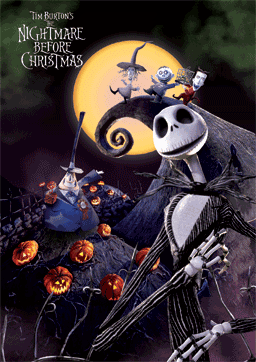 TIM BURTON'S
THE
NIGHTMARE
BEFORE
CHRISTMAS